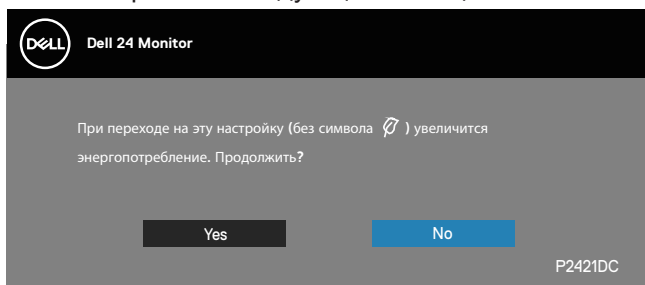 DELL
Dell 24 Monitor
При переходе на эту настройку (без символа ) увеличится
энергопотребление. Продолжить?
Yes No
P2421DC